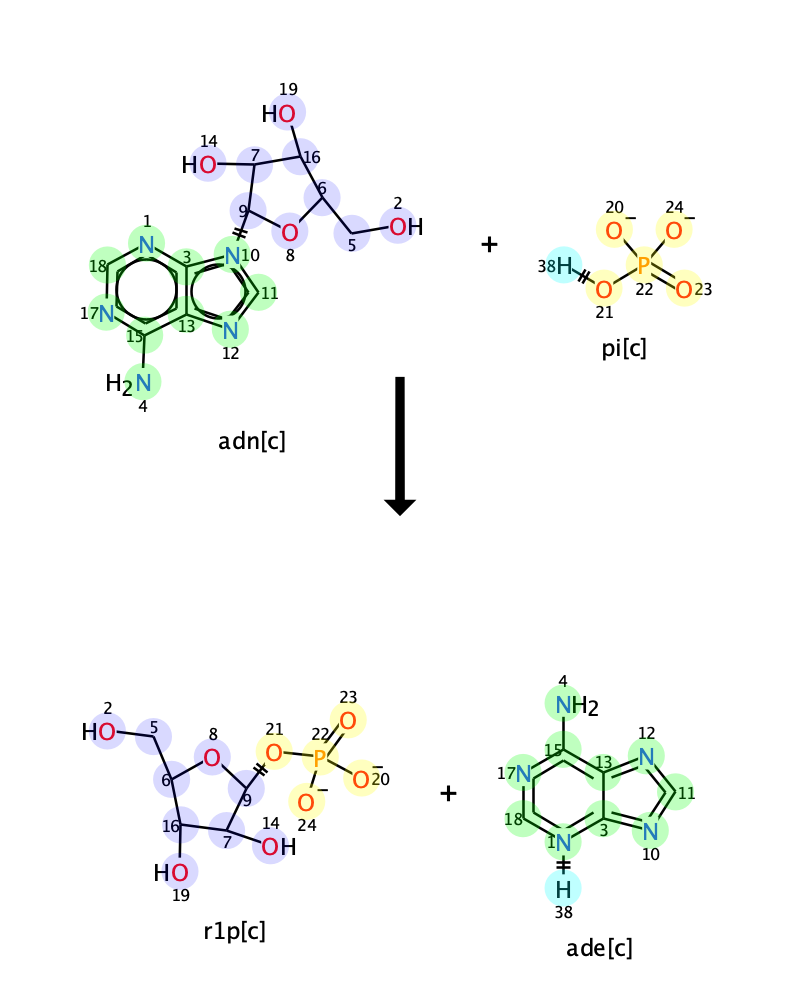 19
HO
14
HO
7
16
6
2
OH
9
O
8
5
1
N
3
N 10
18
11
17 N
15
13
N
12
H2N
4
adn[c]
+
20
O−
24
O−
38 H
P
O
21
22
O 23
pi[c]
2
HO
5
8
O
21
O
22
P
23
O
O− 20
O−
24
6
9
16
7
14
OH
HO
19
r1p[c]
+
4
NH2
15
13
12
N
17 N
11
18
1 N
3
N
10
H
38
ade[c]